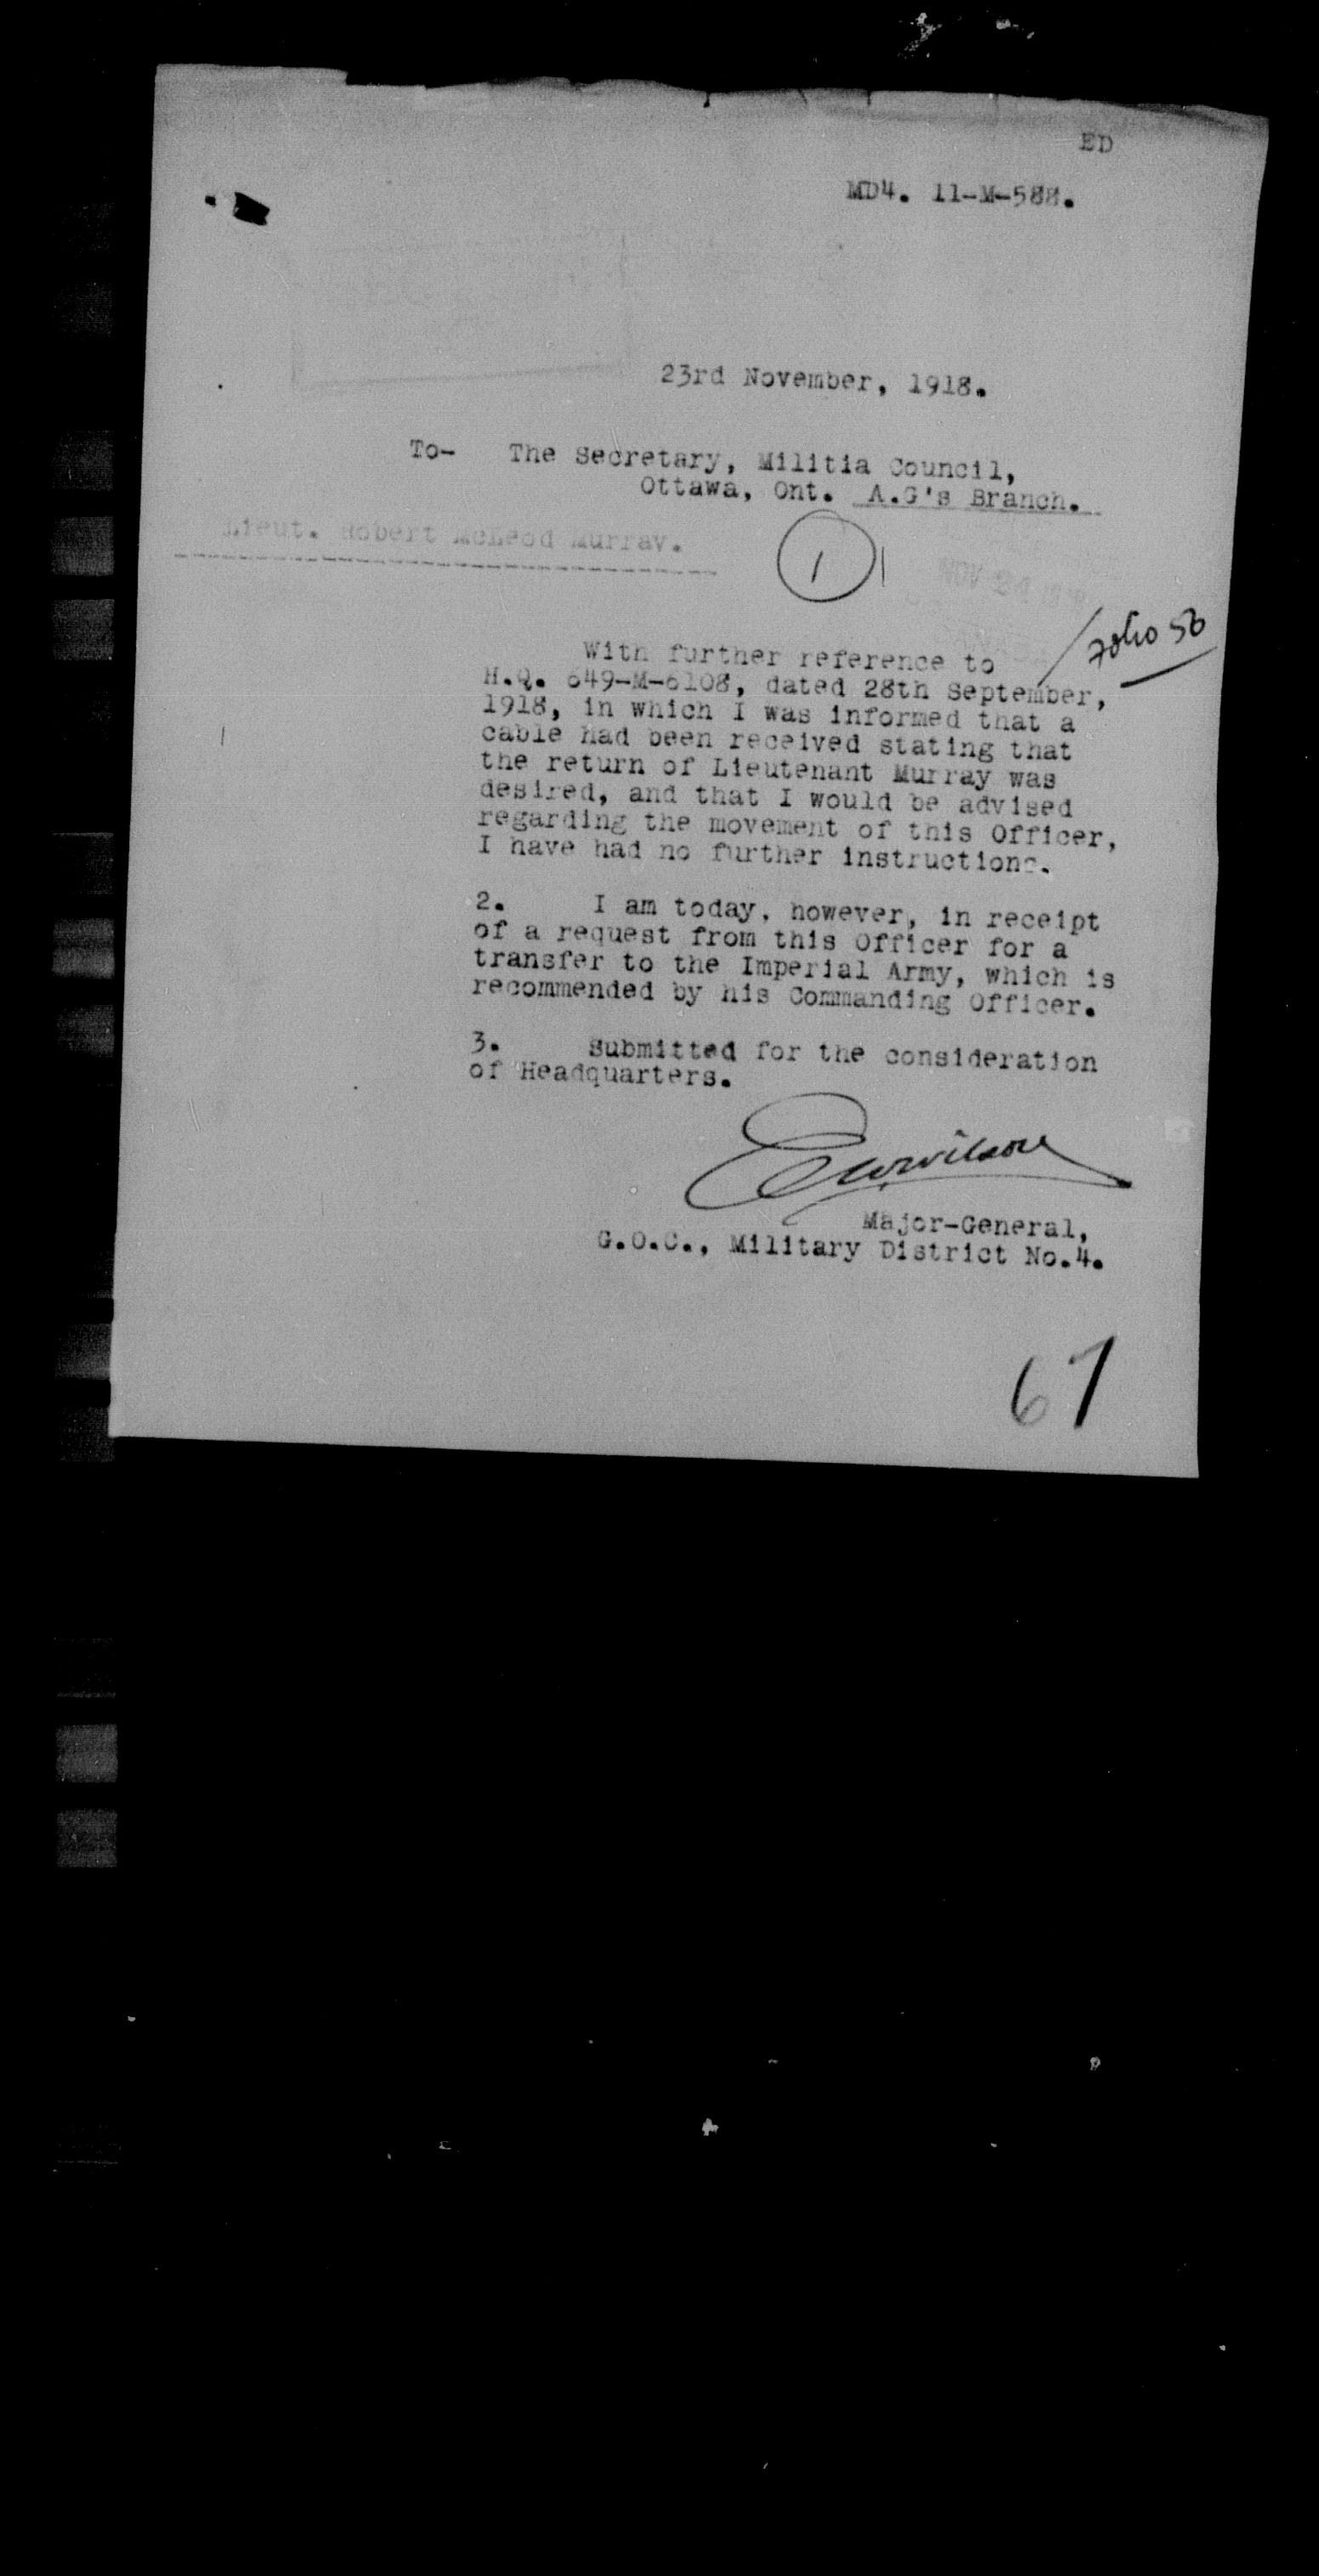 ED
MD4. 11-M-588.
23rd November, 1918.
To- The Secretary, Militia Council,
Ottawa, Ont. A.G's Branch.
Lieut. Robert McLeod Murray.
1
NOV 24 1918
folio 56
With further reference to
H.Q. 649-M-6108, dated 28th September,
1918, in which I was informed that a
cable had been received stating that
the return of Lieutenant Murray was
desired, and that I would be advised
regarding the movement of this Officer,
I have had no further instructions.
2. I am today, however, in receipt
of a request from this Officer for a
transfer to the Imperial Army, which is
recommended by his Commanding Officer.
3. Submitted for the consideration
of Headquarters.
EWWilson
Major-General,
G.O.C., Military District No.4.
67